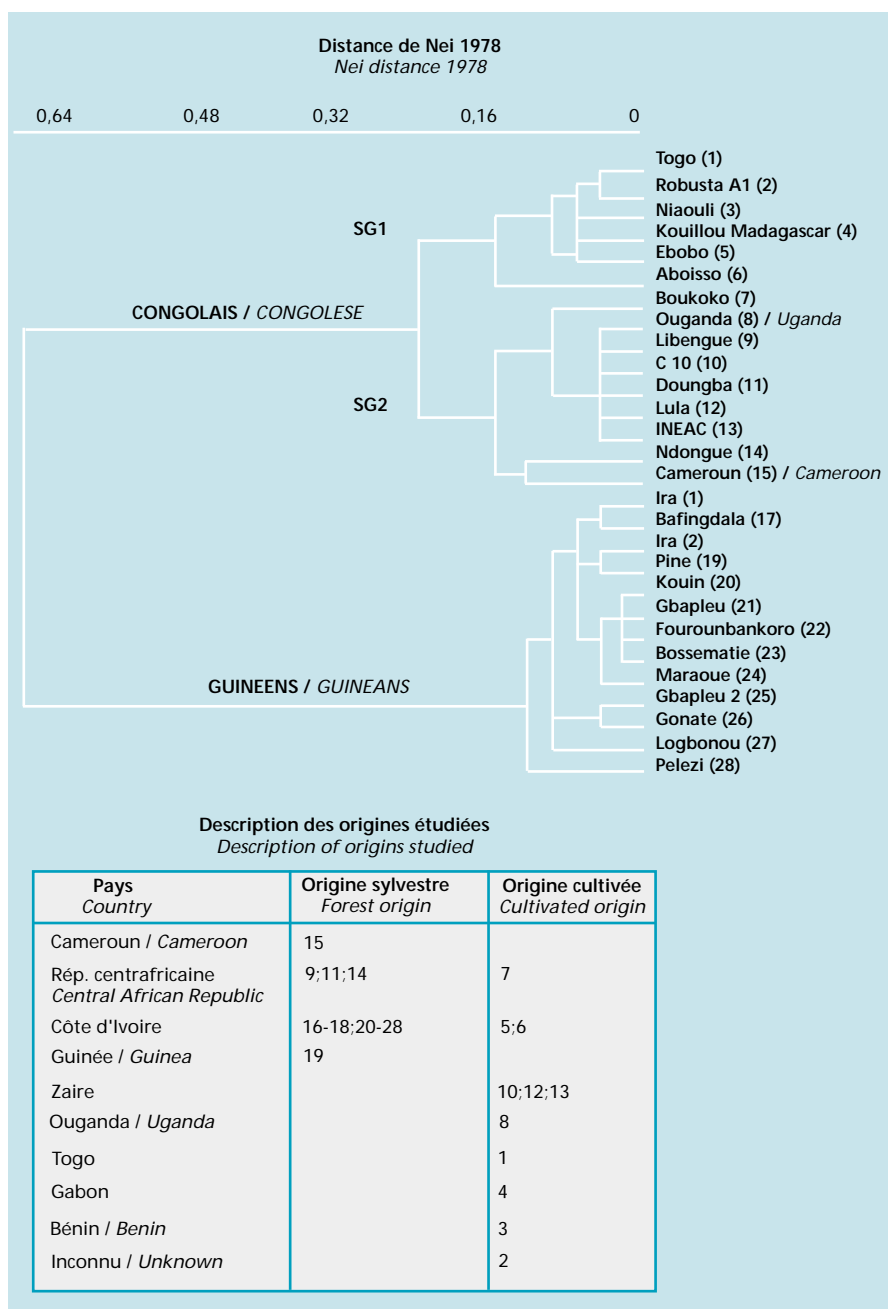 Distance de Nei 1978
Nei distance 1978
0,64 0,48 0,32 0,16 0
Togo (1)
Robusta A1 (2)
Niaouli (3)
SG1
Kouillou Madagascar (4)
Ebobo (5)
Aboisso (6)
Boukoko (7)
CONGOLAIS / CONGOLESE
Ouganda (8) / Uganda
Libengue (9)
C 10 (10)
Doungba (11)
SG2
Lula (12)
INEAC (13)
Ndongue (14)
Cameroun (15) / Cameroon
Ira (1)
Bafingdala (17)
Ira (2)
Pine (19)
Kouin (20)
Gbapleu (21)
Fourounbankoro (22)
Bossematie (23)
Maraoue (24)
GUINEENS / GUINEANS
Gbapleu 2 (25)
Gonate (26)
Logbonou (27)
Pelezi (28)
Description des origines étudiées
Description of origins studied
Pays Origine sylvestre Origine cultivée
Country Forest origin Cultivated origin
Cameroun / Cameroon 15
Rép. centrafricaine 9;11;14 7
Central African Republic
Côte d'Ivoire 16-18;20-28 5;6
Guinée / Guinea 19
Zaire 10;12;13
Ouganda / Uganda 8
Togo 1
Gabon 4
Bénin / Benin 3
Inconnu / Unknown 2